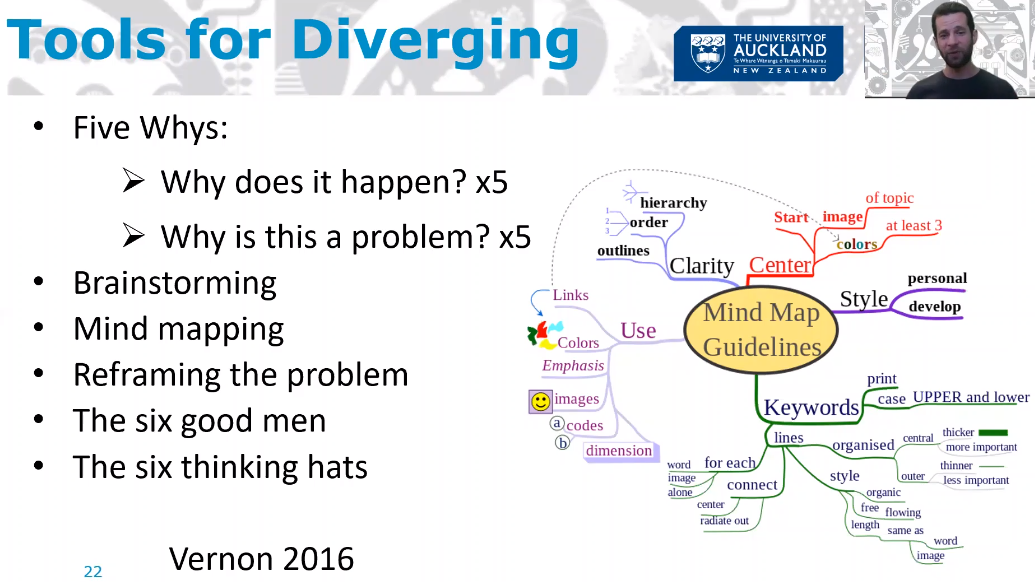 Tools for Diverging
THE UNIVERSITY OF
AUCKLAND
Te Whare Wānanga o Tāmaki Makaurau
NEW ZEALAND
• Five Whys:
➢ Why does it happen? x5
➢ Why is this a problem? x5
• Brainstorming
• Mind mapping
• Reframing the problem
• The six good men
• The six thinking hats
Vernon 2016
22
Mind Map
Guidelines
Clarity
hierarchy
order
1
2
3
outlines
Center
Start image
of topic
colors
at least 3
Style
personal
develop
Use
Links
Colors
Emphasis
images
a codes
b
dimension
Keywords
print
case UPPER and lower
lines
organised
central
thicker
more important
outer
thinner
less important
style
organic
free flowing
length same as
word
image
for each
word
image
alone
connect
center
radiate out